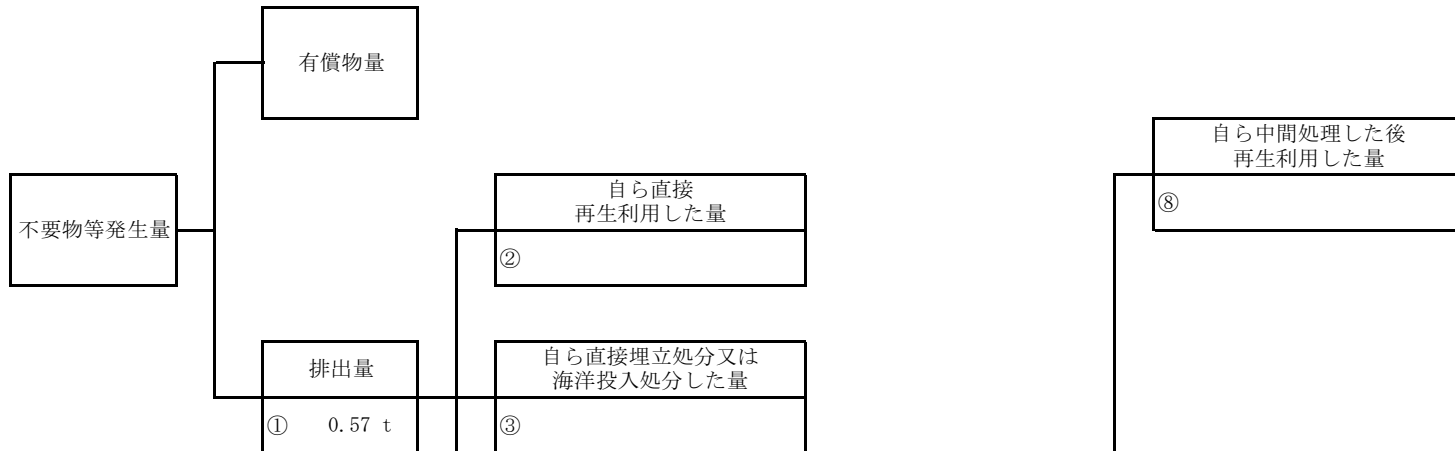 有償物量
自ら中間処理した後
再生利用した量
⑧
不要物等発生量
自ら直接
再生利用した量
②
排出量
① 0.57 t
自ら直接埋立処分又は
海洋投入処分した量
③